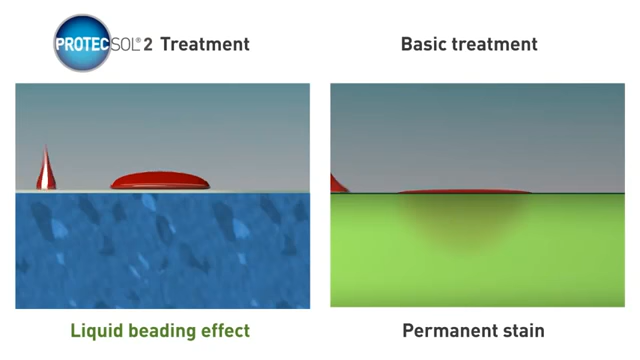 PROTECSOL® 2 Treatment
Basic treatment
Liquid beading effect
Permanent stain